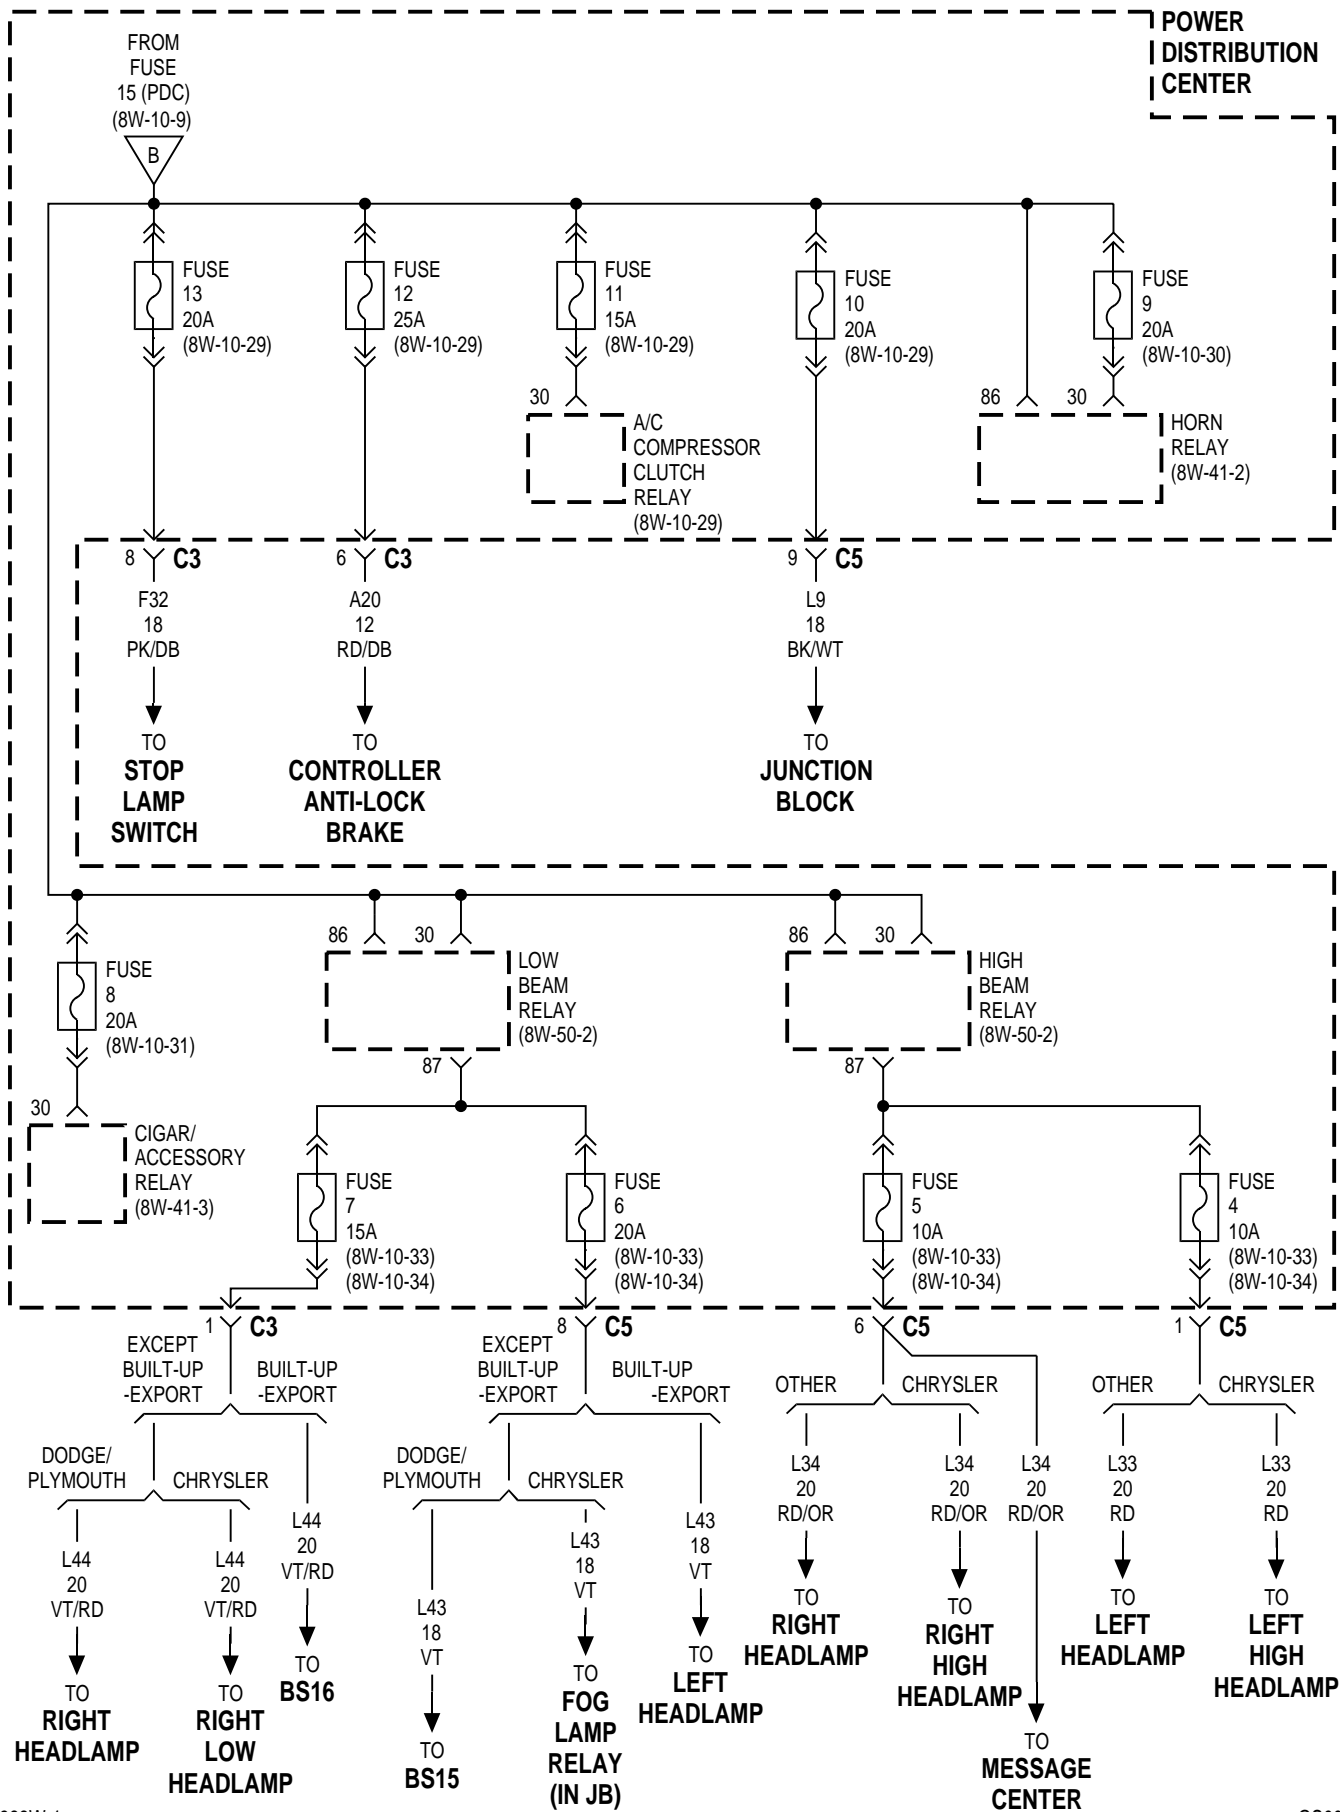 POWER
DISTRIBUTION
CENTER
FROM
FUSE
15 (PDC)
(8W-10-9)
B
FUSE
13
20A
(8W-10-29)
FUSE
12
25A
(8W-10-29)
FUSE
11
15A
(8W-10-29)
FUSE
10
20A
(8W-10-29)
FUSE
9
20A
(8W-10-30)
30
A/C
COMPRESSOR
CLUTCH
RELAY
(8W-10-29)
86
30
HORN
RELAY
(8W-41-2)
8
C3
6
C3
9
C5
F32
18
PK/DB
A20
12
RD/DB
L9
18
BK/WT
TO
STOP
LAMP
SWITCH
TO
CONTROLLER
ANTI-LOCK
BRAKE
TO
JUNCTION
BLOCK
FUSE
8
20A
(8W-10-31)
86
30
LOW
BEAM
RELAY
(8W-50-2)
86
30
HIGH
BEAM
RELAY
(8W-50-2)
87
87
30
CIGAR/
ACCESSORY
RELAY
(8W-41-3)
FUSE
7
15A
(8W-10-33)
(8W-10-34)
FUSE
6
20A
(8W-10-33)
(8W-10-34)
FUSE
5
10A
(8W-10-33)
(8W-10-34)
FUSE
4
10A
(8W-10-33)
(8W-10-34)
1
C3
8
C5
6
C5
1
C5
EXCEPT
BUILT-UP
-EXPORT
BUILT-UP
-EXPORT
EXCEPT
BUILT-UP
-EXPORT
BUILT-UP
-EXPORT
OTHER
CHRYSLER
OTHER
CHRYSLER
DODGE/
PLYMOUTH
CHRYSLER
DODGE/
PLYMOUTH
CHRYSLER
L44
20
VT/RD
L44
20
VT/RD
L44
20
VT/RD
L43
18
VT
L43
18
VT
L43
18
VT
L34
20
RD/OR
L34
20
RD/OR
L34
20
RD/OR
L33
20
RD
L33
20
RD
TO
RIGHT
HEADLAMP
TO
RIGHT
LOW
HEADLAMP
TO
BS16
TO
BS15
TO
FOG
LAMP
RELAY
(IN JB)
TO
LEFT
HEADLAMP
TO
RIGHT
HEADLAMP
TO
RIGHT
HIGH
HEADLAMP
TO
MESSAGE
CENTER
TO
LEFT
HEADLAMP
TO
LEFT
HIGH
HEADLAMP